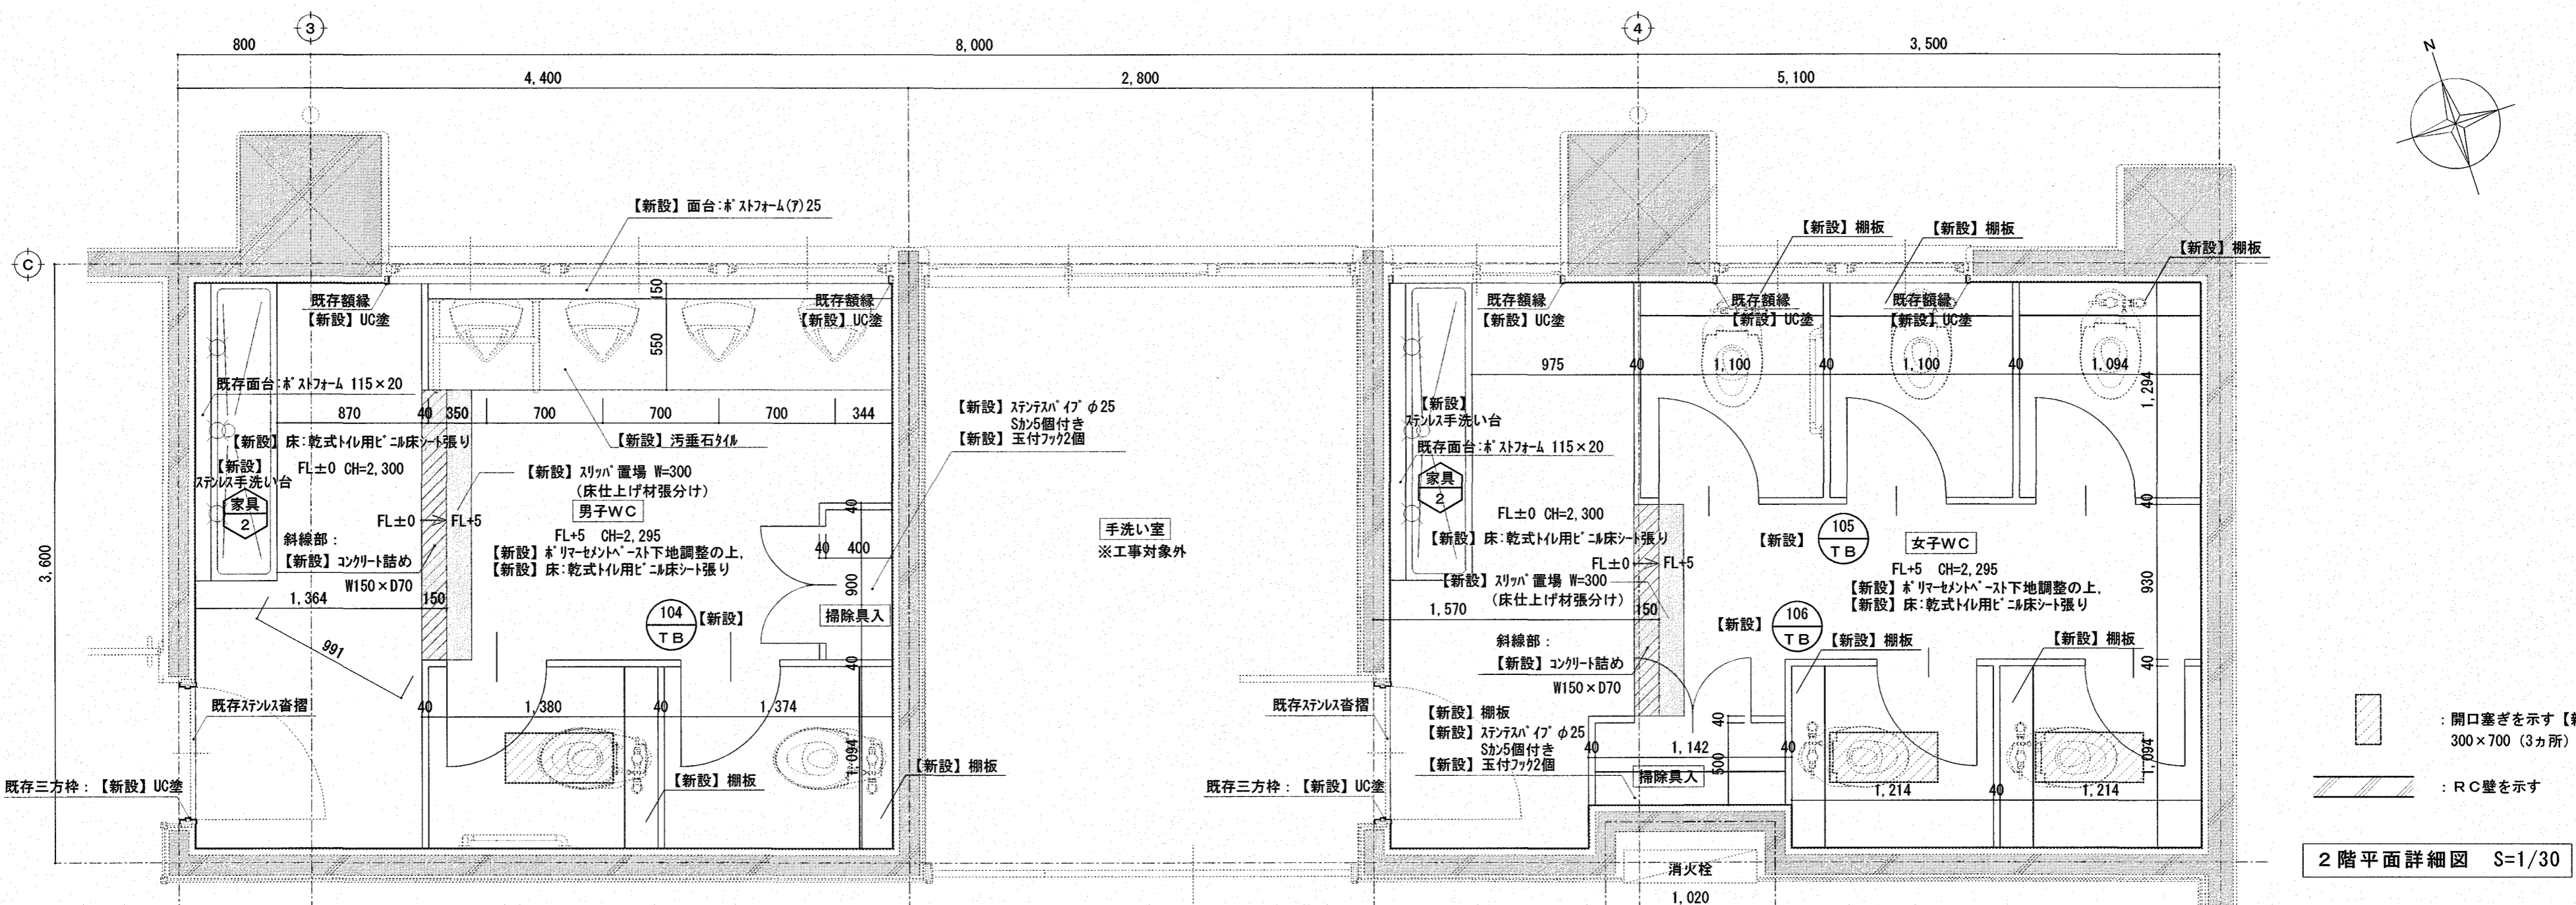 3
4
N
800
8,000
3,500
4,400
2,800
5,100
C
3,600
【新設】面台:ポストフォーム(ア)25
【新設】棚板
【新設】棚板
【新設】棚板
既存額縁
【新設】UC塗
150
550
既存額縁
【新設】UC塗
既存面台:ポストフォーム 115×20
870
40
350
700
700
700
344
【新設】床:乾式トイレ用ビニル床シート張り
【新設】汚垂石タイル
【新設】
ステンレス手洗い台
FL±0 CH=2,300
家具
2
【新設】スリッパ置場 W=300
(床仕上げ材張分け)
男子WC
FL±0
FL+5
FL+5 CH=2,295
【新設】ポリマーセメントペースト下地調整の上,
【新設】床:乾式トイレ用ビニル床シート張り
斜線部:
【新設】コンクリート詰め
W150×D70
1,364
150
991
104
TB
【新設】
40
40
400
900
掃除具入
40
【新設】ステンテスパイプφ25
Sカン5個付き
【新設】玉付フック2個
手洗い室
※工事対象外
既存ステンレス沓摺
既存三方枠:【新設】UC塗
40
1,380
40
1,374
1,094
【新設】棚板
【新設】棚板
既存額縁
【新設】UC塗
既存額縁
【新設】UC塗
既存額縁
【新設】UC塗
975
40
1,100
40
1,100
40
1,094
1,294
【新設】
ステンレス手洗い台
既存面台:ポストフォーム 115×20
家具
2
FL±0 CH=2,300
【新設】床:乾式トイレ用ビニル床シート張り
FL±0
FL+5
【新設】スリッパ置場 W=300
(床仕上げ材張分け)
1,570
150
斜線部:
【新設】コンクリート詰め
W150×D70
【新設】
105
TB
女子WC
FL+5 CH=2,295
【新設】ポリマーセメントペースト下地調整の上,
【新設】床:乾式トイレ用ビニル床シート張り
40
930
40
【新設】
106
TB
【新設】棚板
【新設】棚板
既存ステンレス沓摺
既存三方枠:【新設】UC塗
【新設】棚板
【新設】ステンテスパイプφ25
Sカン5個付き
【新設】玉付フック2個
40
1,142
40
40
500
掃除具入
1,214
40
1,214
1,094
消火栓
1,020
:開口塞ぎを示す【新
300×700(3ヵ所)
:RC壁を示す
2階平面詳細図 S=1/30